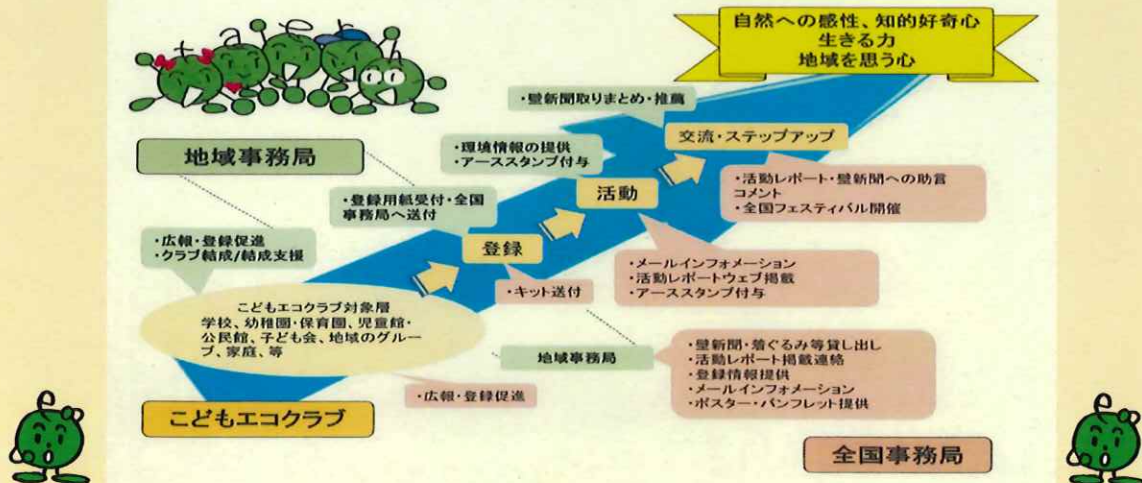 自然への感性、知的好奇心
生きる力
地域を思う心
・壁新聞取りまとめ・推薦
交流・ステップアップ
・環境情報の提供
・アーススタンプ付与
地域事務局
・活動レポート・壁新聞への助言
コメント
・全国フェスティバル開催
活動
・登録用紙受付・全国
事務局へ送付
・広報・登録促進
・クラブ結成/結成支援
登録
・メールインフォメーション
・活動レポートウェブ掲載
・アーススタンプ付与
・キット送付
こどもエコクラブ対象層
学校、幼稚園・保育園、児童館・
公民館、子ども会、地域のグルー
プ、家庭、等
地域事務局
・壁新聞・着ぐるみ等貸し出し
・活動レポート掲載連絡
・登録情報提供
・メールインフォメーション
・ポスター・パンフレット提供
・広報・登録促進
こどもエコクラブ
全国事務局